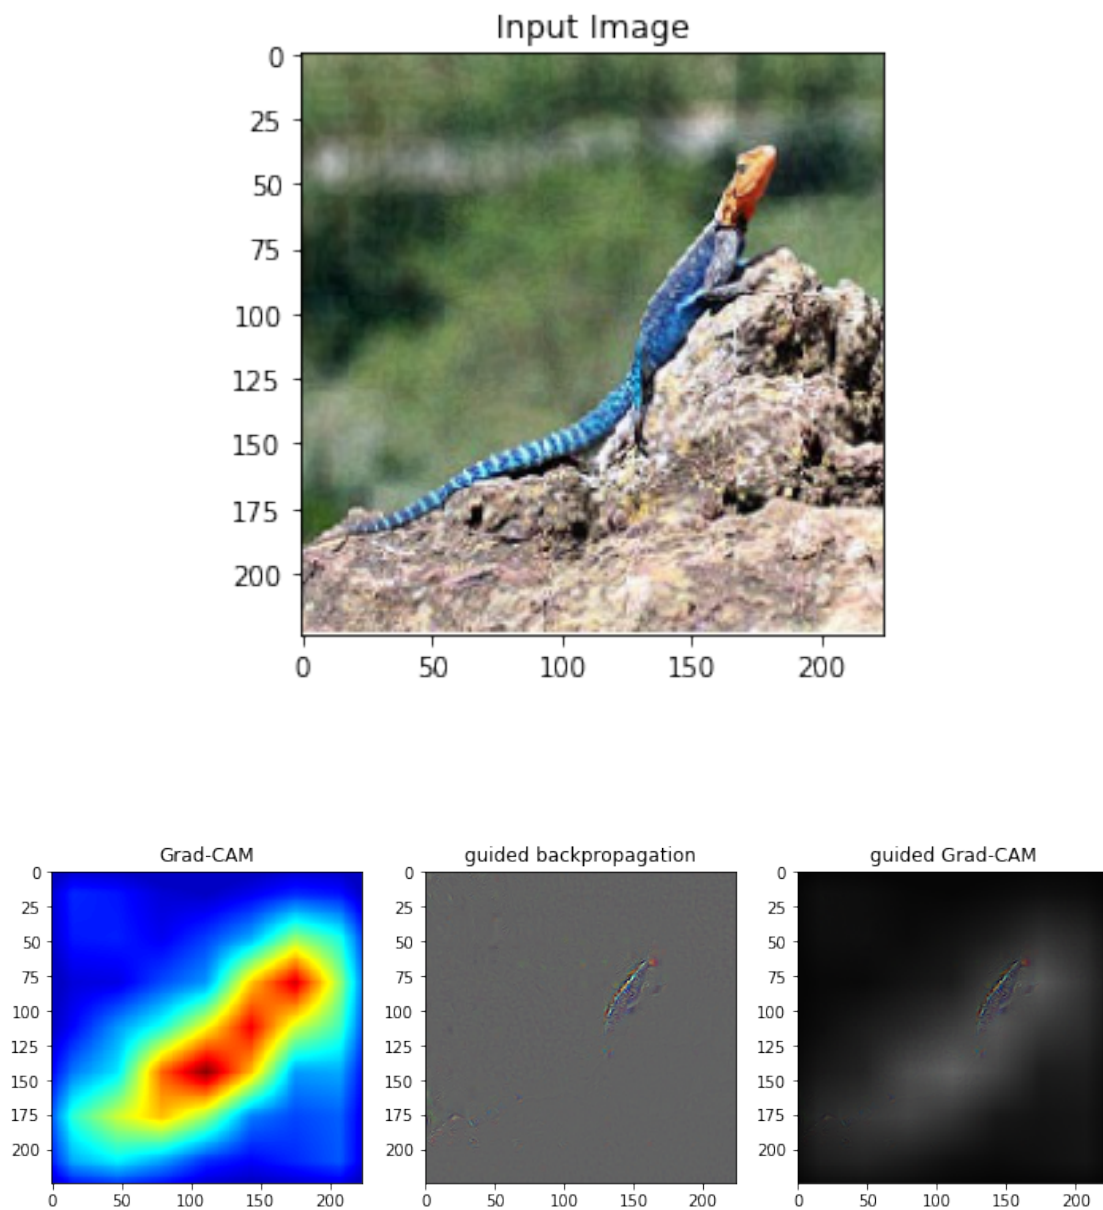 Input Image
0
25
50
75
100
125
150
175
200
0 50 100 150 200
Grad-CAM guided backpropagation guided Grad-CAM
0 0 0
25 25 25
50 50 50
75 75 75
100 100 100
125 125 125
150 150 150
175 175 175
200 200 200
0 50 100 150 200 0 50 100 150 200 0 50 100 150 200